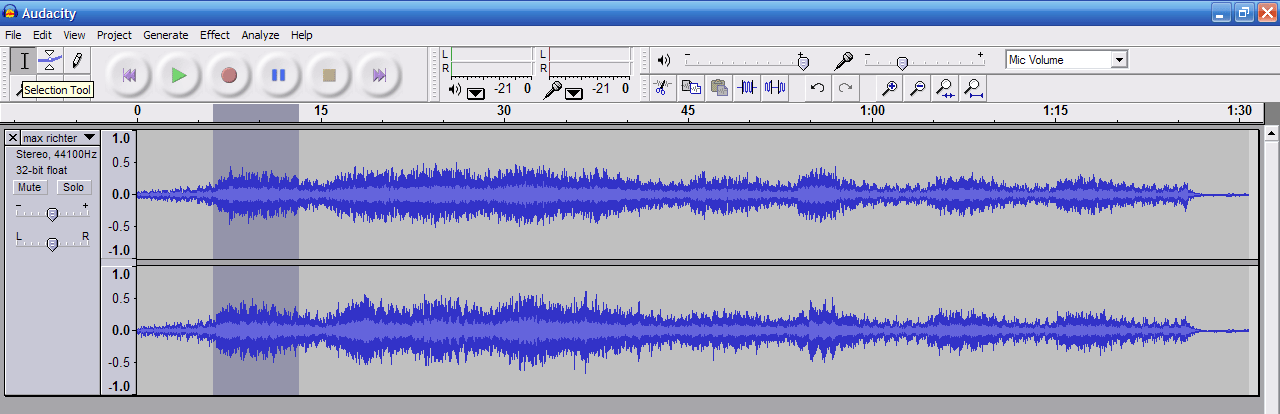 Audacity
File Edit View Project Generate Effect Analyze Help
L
R
-21 0
L
R
-21 0
- +
- +
Mic Volume
Selection Tool
0 15 30 45 1:00 1:15 1:30
max richter
Stereo, 44100Hz
32-bit float
Mute Solo
- +
L R
1.0
0.5
0.0
-0.5
-1.0
1.0
0.5
0.0
-0.5
-1.0